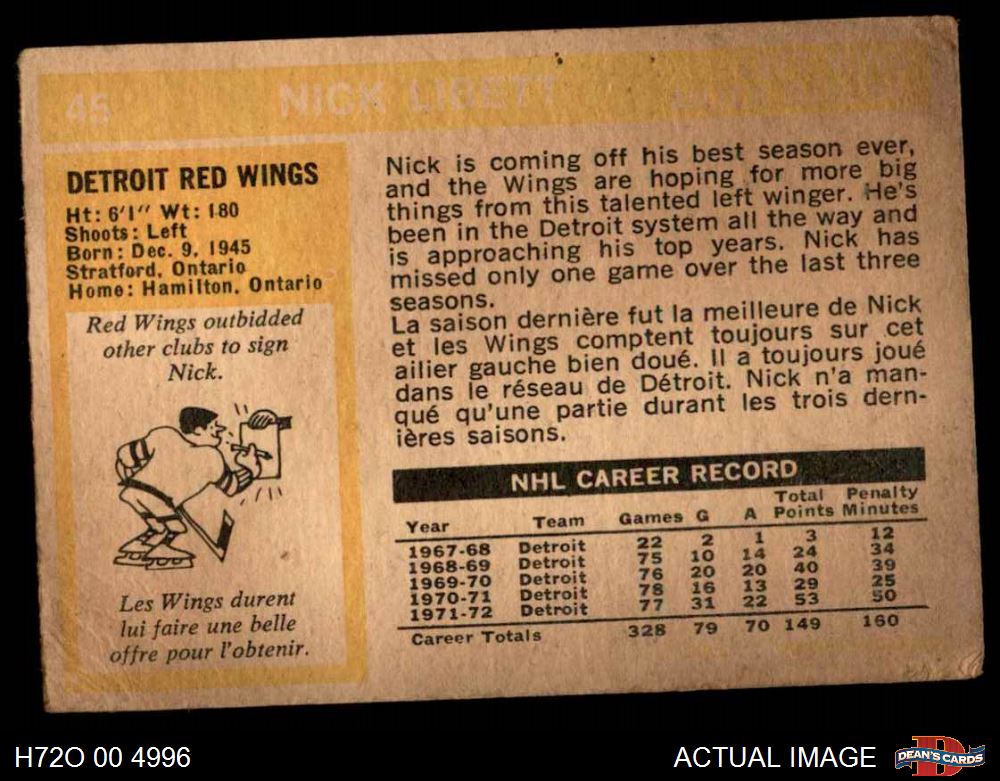 45 NICK LIBETT
DETROIT RED WINGS
Ht: 6'1″ Wt: 180
Shoots: Left
Born: Dec. 9, 1945
Stratford, Ontario
Home: Hamilton, Ontario
Red Wings outbidded
other clubs to sign
Nick.
Les Wings durent
lui faire une belle
offre pour l'obtenir.
Nick is coming off his best season ever,
and the Wings are hoping for more big
things from this talented left winger. He's
been in the Detroit system all the way and
is approaching his top years. Nick has
missed only one game over the last three
seasons.
La saison dernière fut la meilleure de Nick
et les Wings comptent toujours sur cet
ailier gauche bien doué. Il a toujours joué
dans le réseau de Détroit. Nick n'a man-
qué qu'une partie durant les trois dern-
ières saisons.
NHL CAREER RECORD
Year Team Games G A Total Points Penalty Minutes
1967-68 Detroit 22 2 1 3 12
1968-69 Detroit 75 10 14 24 34
1969-70 Detroit 76 20 20 40 39
1970-71 Detroit 78 16 13 29 25
1971-72 Detroit 77 31 22 53 50
Career Totals 328 79 70 149 160
H72O 00 4996
ACTUAL IMAGE
DEAN'S CARDS